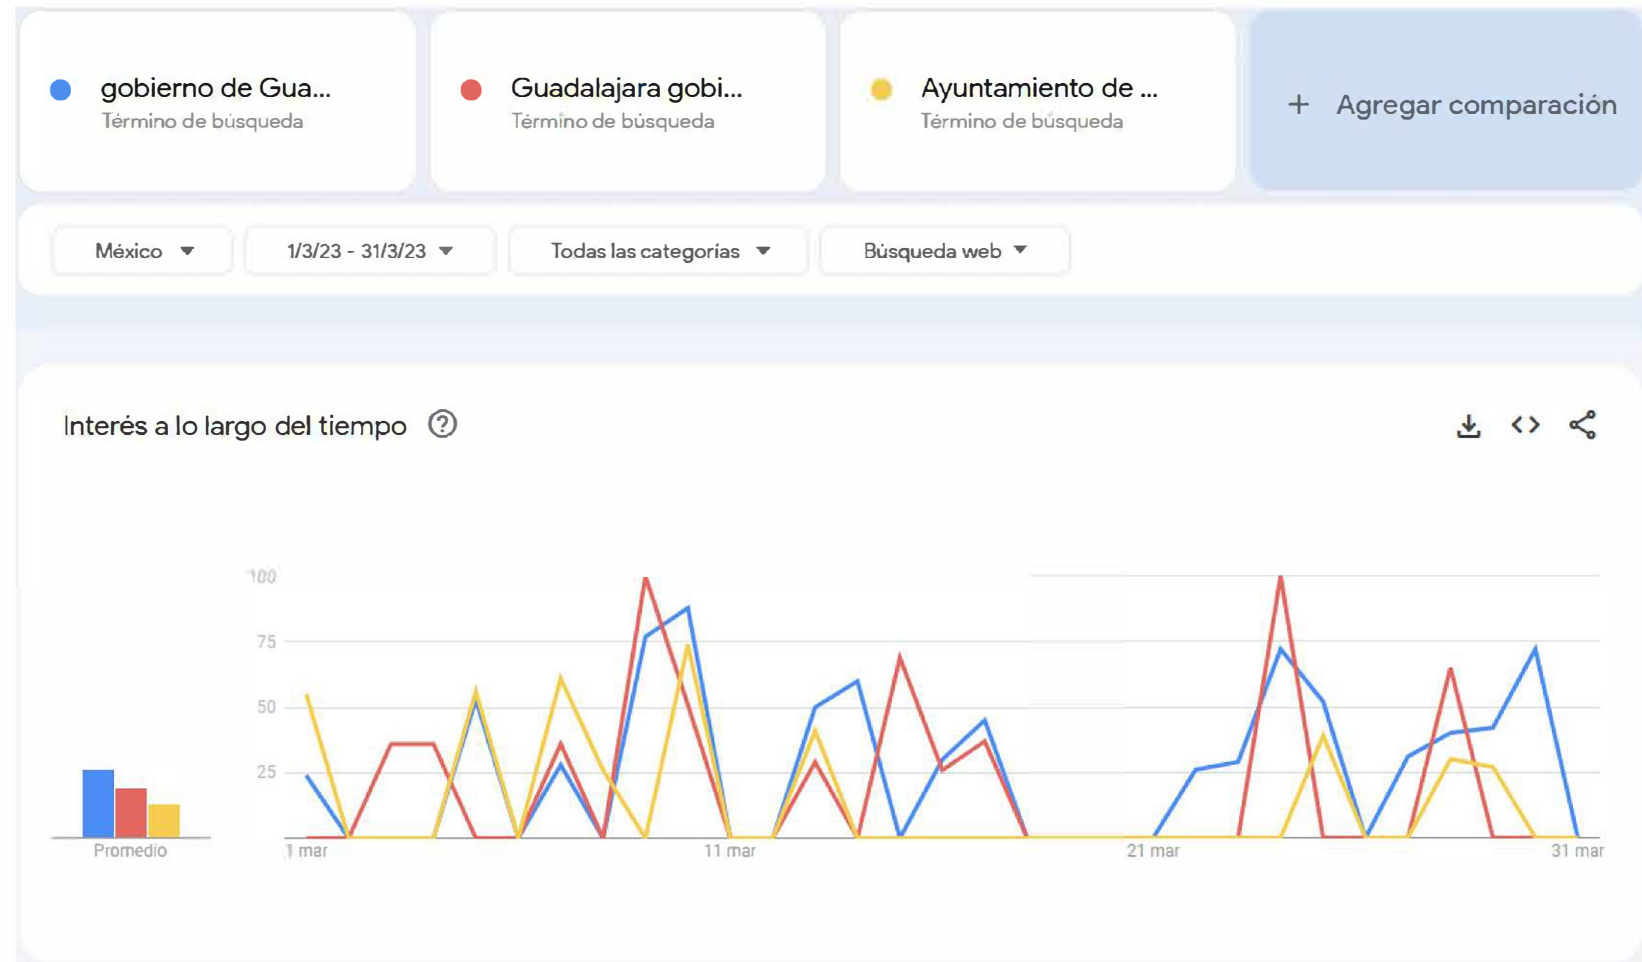 gobierno de Gua...
Término de búsqueda
Guadalajara gobi...
Término de búsqueda
Ayuntamiento de ...
Término de búsqueda
+ Agregar comparación
México
1/3/23 - 31/3/23
Todas las categorías
Búsqueda web
Interés a lo largo del tiempo
100
75
50
25
Promedio
1 mar
11 mar
21 mar
31 mar